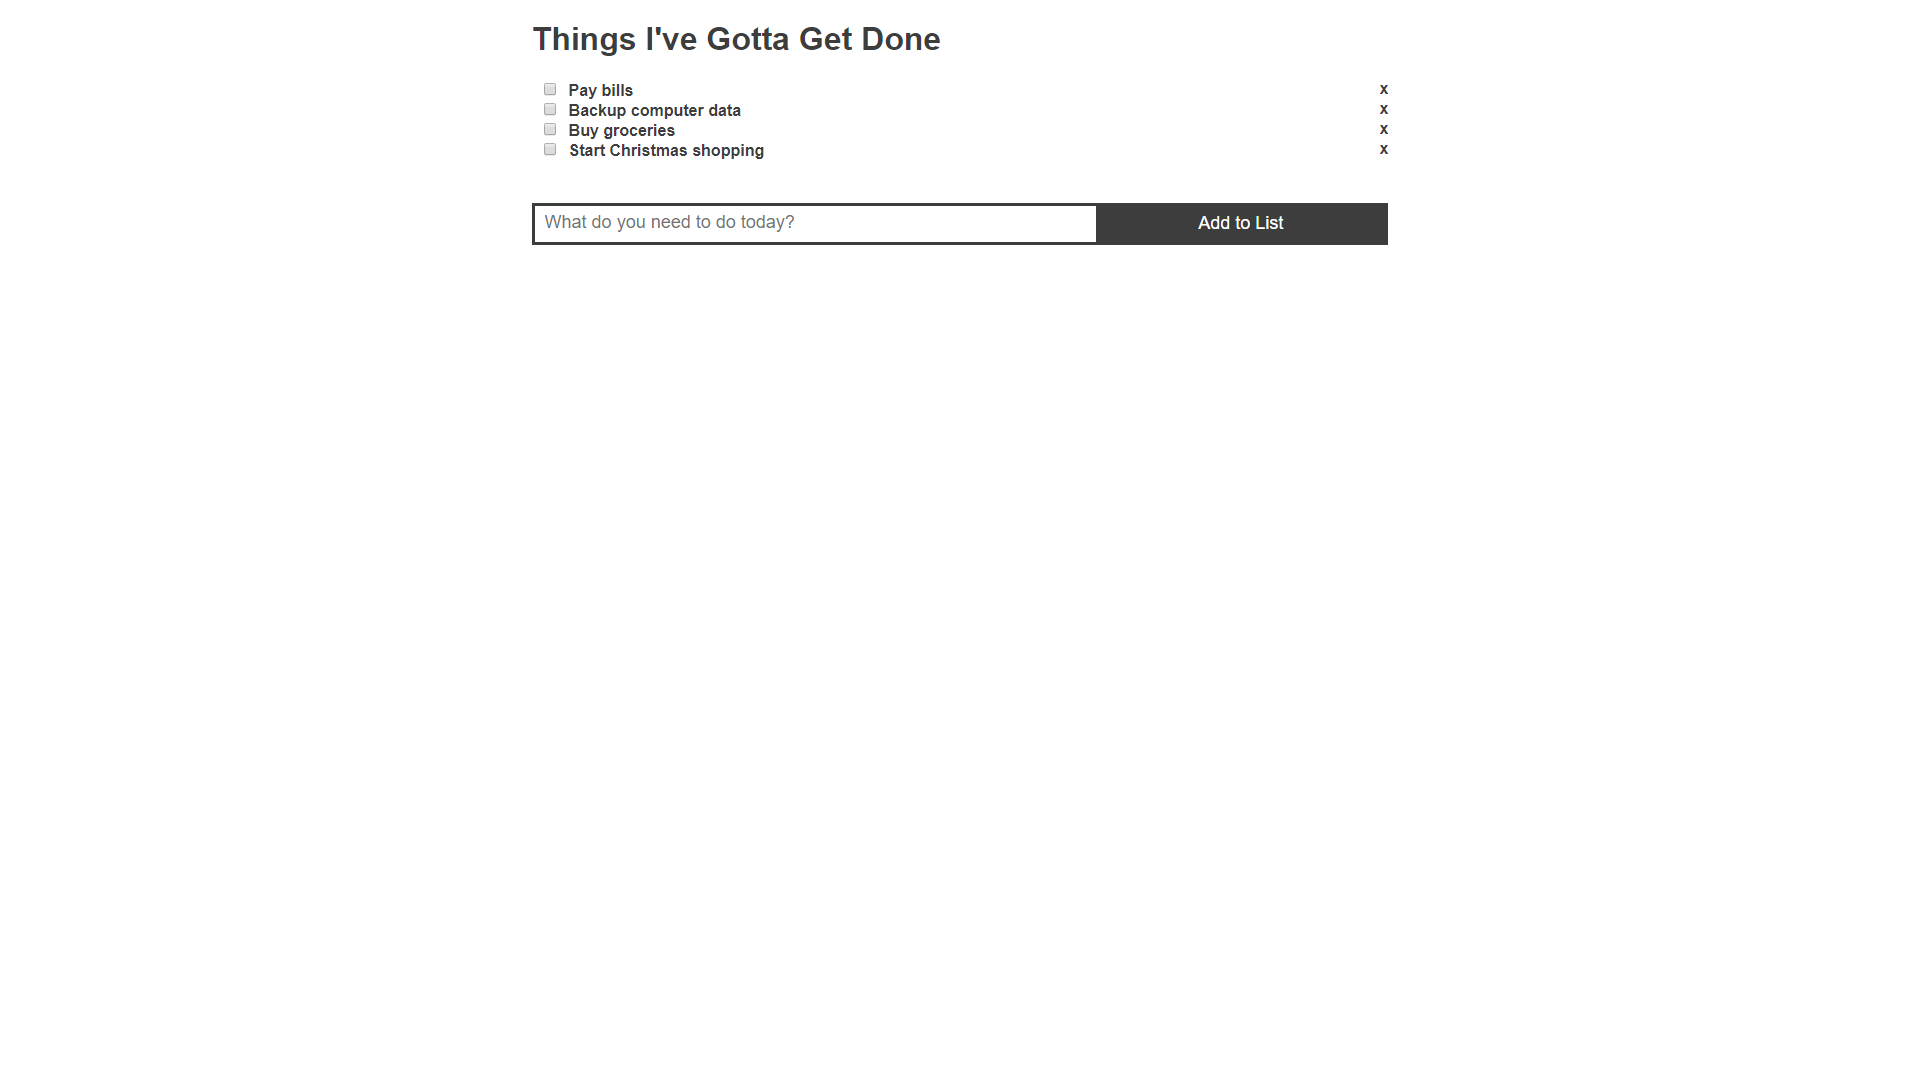 Things I've Gotta Get Done
Pay bills x
Backup computer data x
Buy groceries x
Start Christmas shopping x
What do you need to do today? Add to List